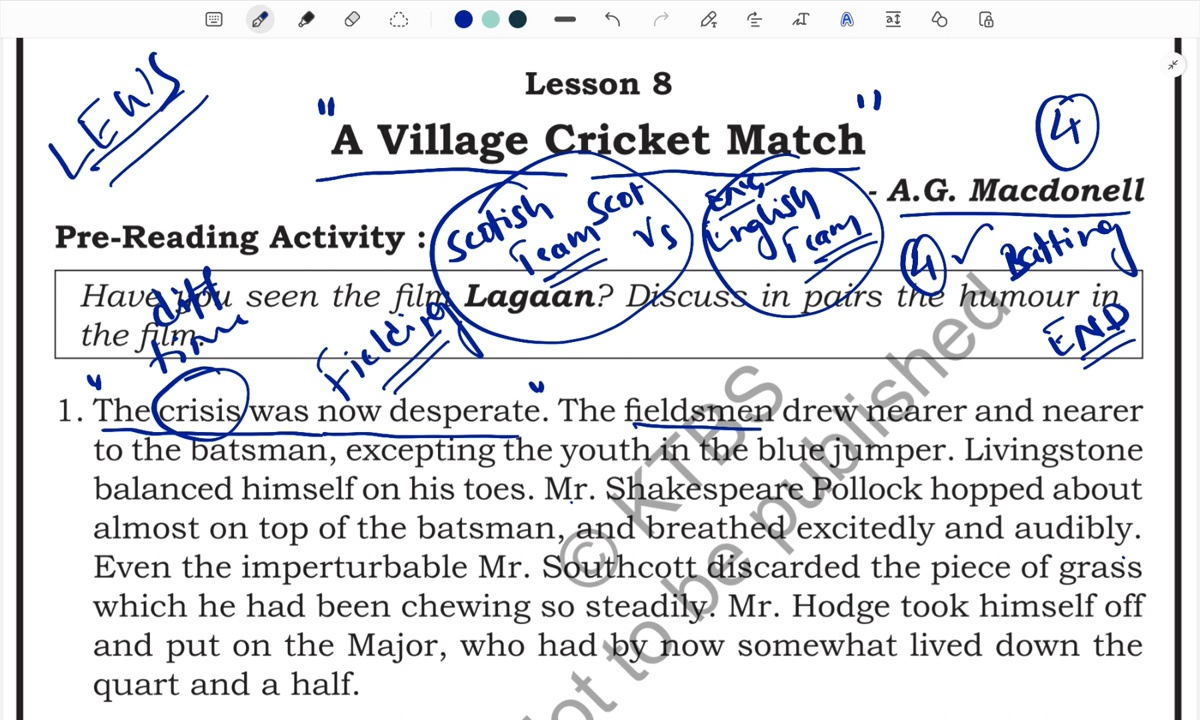 Lesson 8
LEW'S
"A Village Cricket Match"
4
- A.G. Macdonell
Scotish Team Scot Vs
Eng English Team
Pre-Reading Activity :
4 ✓ Batting
END
Have you seen the film Lagaan? Discuss in pairs the humour in
the film.
diff time
Fielding
1. "The crisis was now desperate". The fieldsmen drew nearer and nearer
to the batsman, excepting the youth in the blue jumper. Livingstone
balanced himself on his toes. Mr. Shakespeare Pollock hopped about
almost on top of the batsman, and breathed excitedly and audibly.
Even the imperturbable Mr. Southcott discarded the piece of grass
which he had been chewing so steadily. Mr. Hodge took himself off
and put on the Major, who had by now somewhat lived down the
quart and a half.
© KTBS
Not to be published